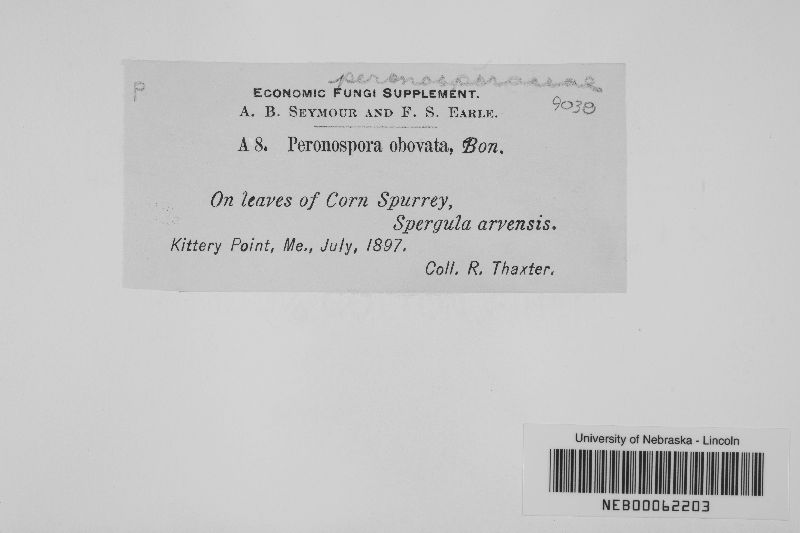 peronosporaceae
P
ECONOMIC FUNGI SUPPLEMENT.
9030
A. B. SEYMOUR AND F. S. EARLE.
A 8. Peronospora obovata, Bon.
On leaves of Corn Spurrey,
Spergula arvensis.
Kittery Point, Me., July, 1897.
Coll. R. Thaxter.
University of Nebraska - Lincoln
NEB00062203